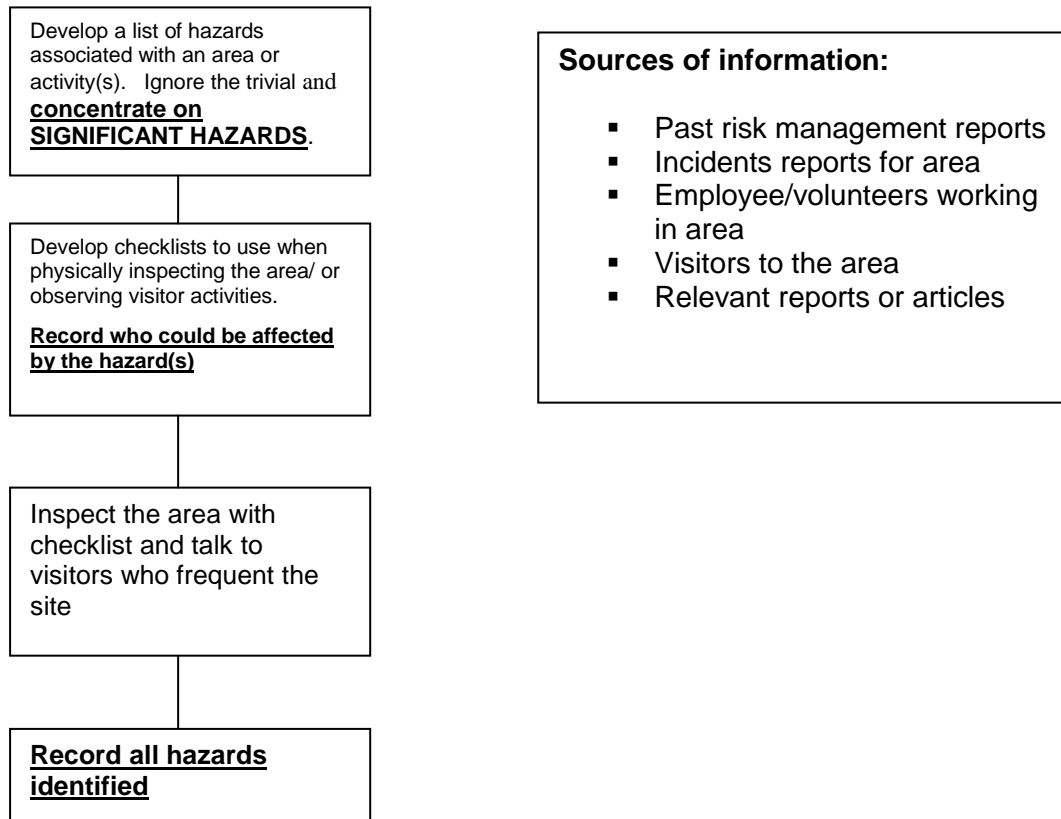 Develop a list of hazards
associated with an area or
activity(s). Ignore the trivial and
concentrate on
SIGNIFICANT HAZARDS.
Develop checklists to use when
physically inspecting the area/ or
observing visitor activities.
Record who could be affected
by the hazard(s)
Inspect the area with
checklist and talk to
visitors who frequent the
site
Record all hazards
identified
Sources of information:
▪ Past risk management reports
▪ Incidents reports for area
▪ Employee/volunteers working
in area
▪ Visitors to the area
▪ Relevant reports or articles